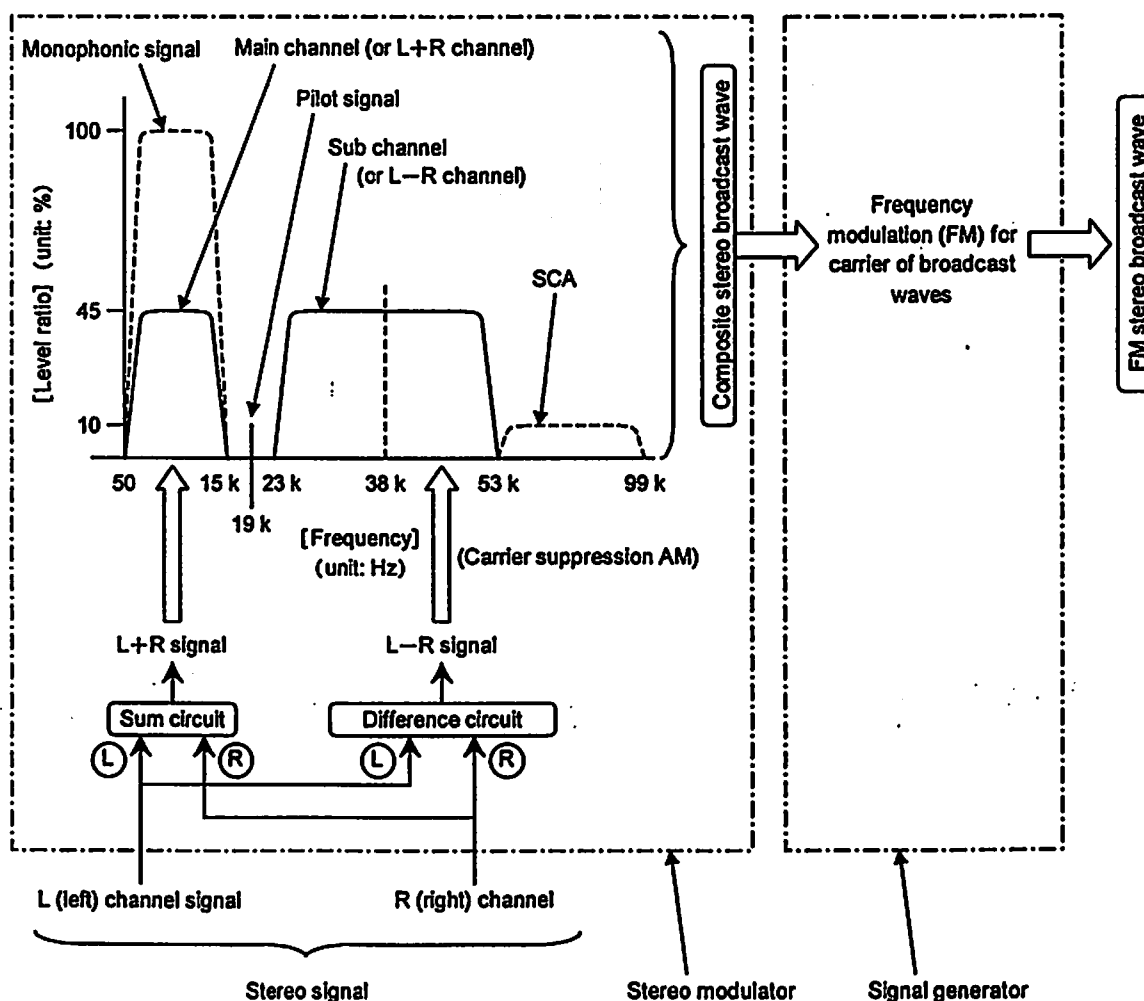 Monophonic signal
Main channel (or L+R channel)
Pilot signal
Sub channel
(or L−R channel)
[Level ratio] (unit: %)
100
45
10
SCA
50
15 k
23 k
38 k
53 k
99 k
19 k
[Frequency]
(unit: Hz)
(Carrier suppression AM)
Composite stereo broadcast wave
Frequency
modulation (FM) for
carrier of broadcast
waves
FM stereo broadcast wave
L+R signal
L−R signal
Sum circuit
Difference circuit
L
R
L
R
L (left) channel signal
R (right) channel
Stereo signal
Stereo modulator
Signal generator